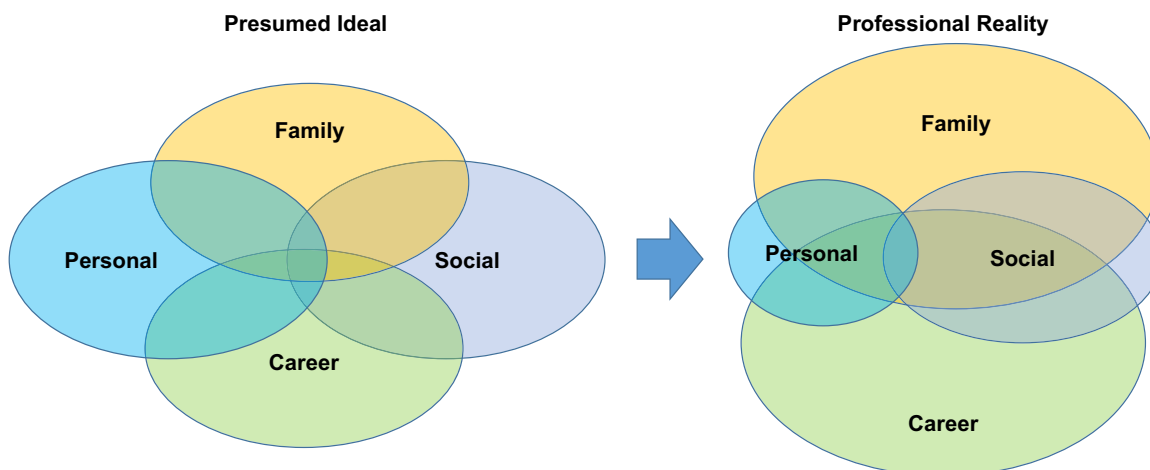 Presumed Ideal
Family
Personal
Social
Career
Professional Reality
Family
Personal
Social
Career